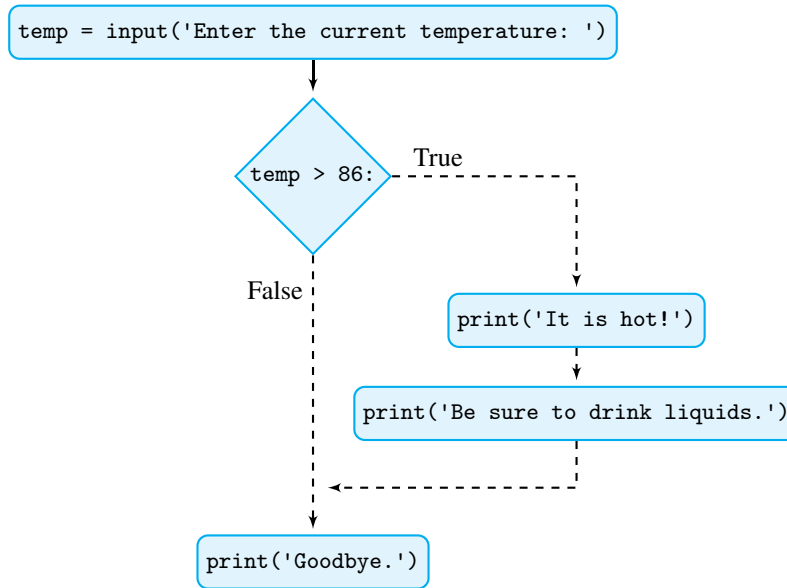 temp = input('Enter the current temperature: ')
temp > 86:
True
False
print('It is hot!')
print('Be sure to drink liquids.')
print('Goodbye.')